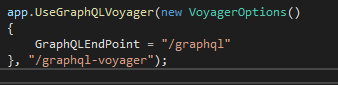 app.UseGraphQLVoyager(new VoyagerOptions()
{
    GraphQLEndPoint = "/graphql"
}, "/graphql-voyager");